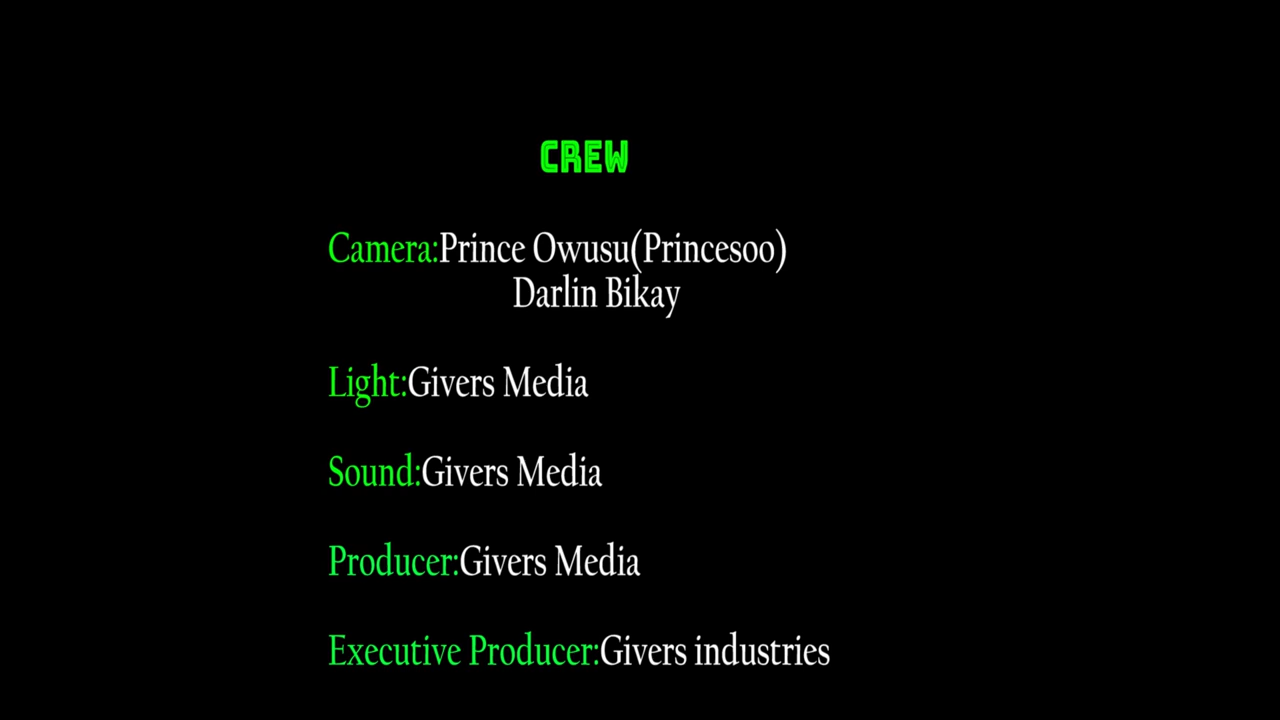 CREW
Camera:Prince Owusu(Princesoo)
Darlin Bikay
Light:Givers Media
Sound:Givers Media
Producer:Givers Media
Executive Producer:Givers industries